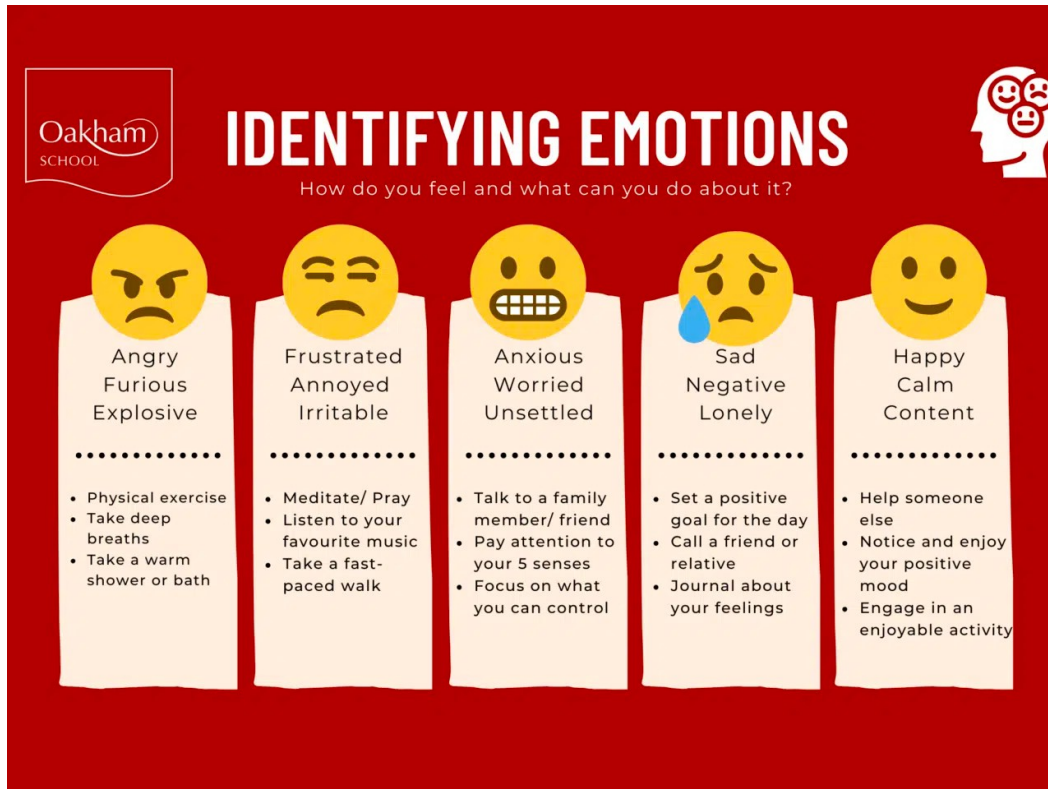 Oakham
SCHOOL
IDENTIFYING EMOTIONS
How do you feel and what can you do about it?
Angry
Furious
Explosive
• Physical exercise
• Take deep
breaths
• Take a warm
shower or bath
Frustrated
Annoyed
Irritable
• Meditate/ Pray
• Listen to your
favourite music
• Take a fast-
paced walk
Anxious
Worried
Unsettled
• Talk to a family
member/ friend
• Pay attention to
your 5 senses
• Focus on what
you can control
Sad
Negative
Lonely
• Set a positive
goal for the day
• Call a friend or
relative
• Journal about
your feelings
Happy
Calm
Content
• Help someone
else
• Notice and enjoy
your positive
mood
• Engage in an
enjoyable activity